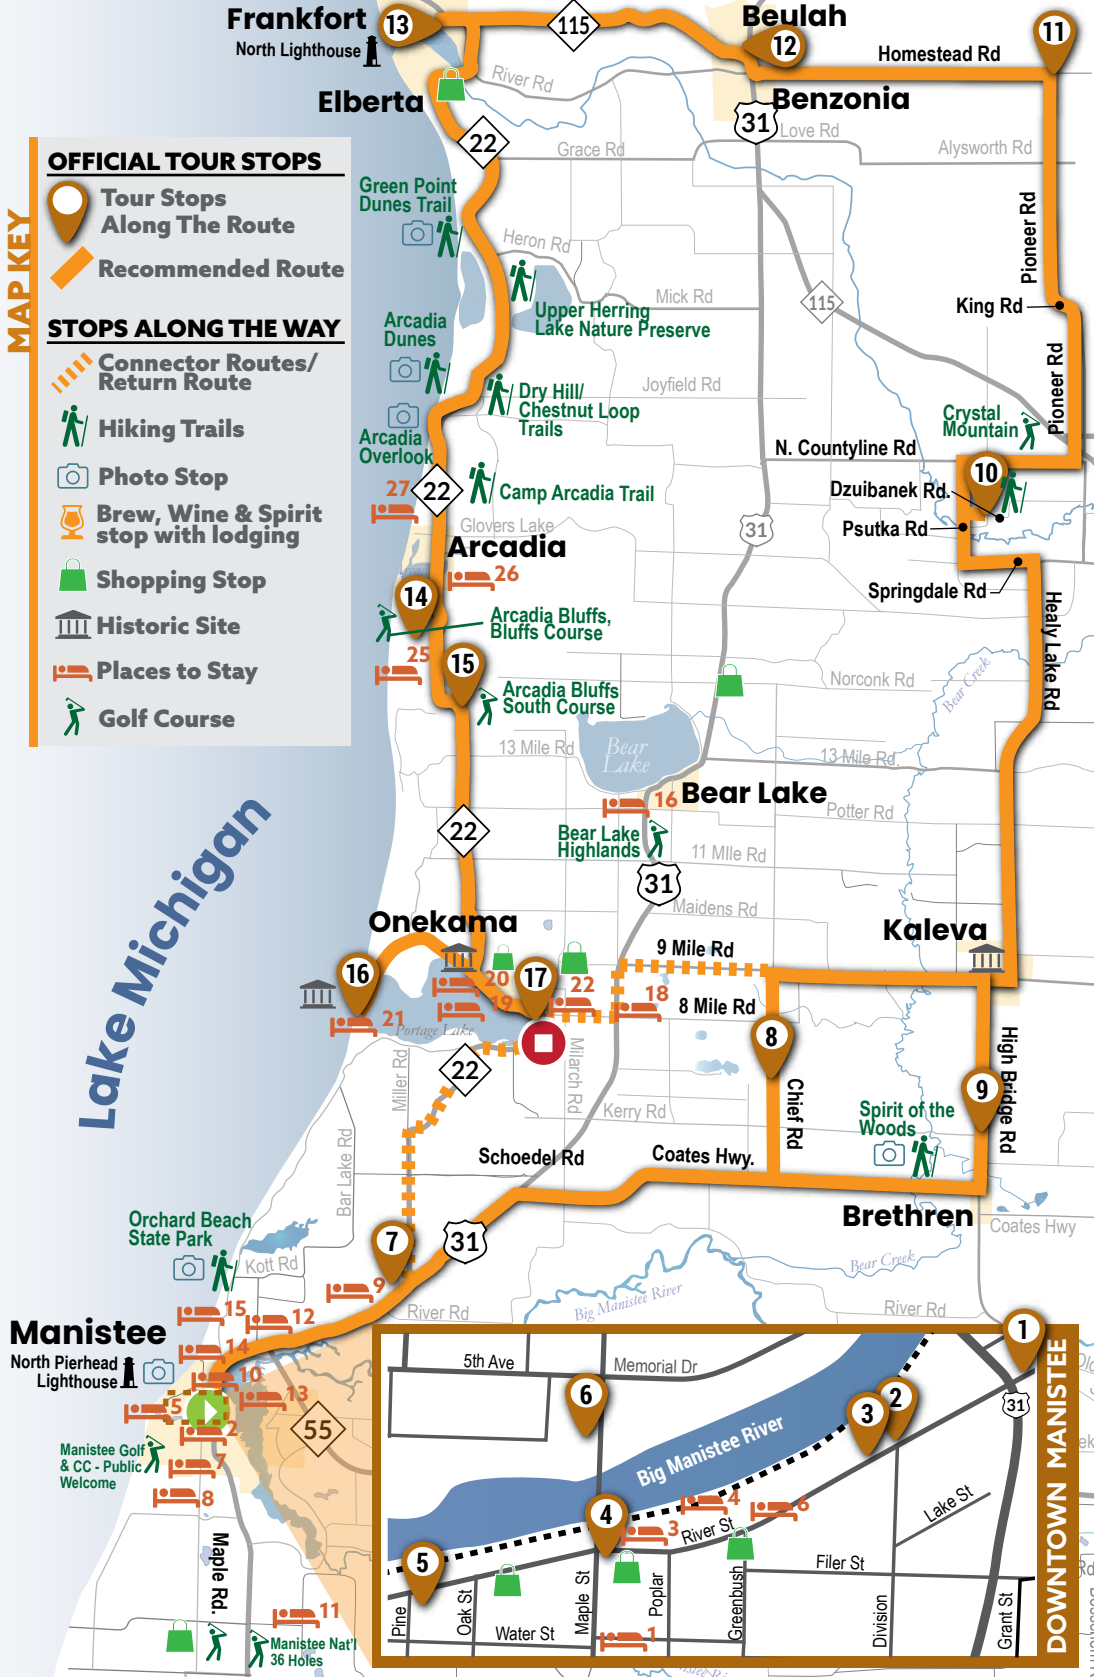 Frankfort
13
115
Beulah
12
11
North Lighthouse
Homestead Rd
River Rd
Elberta
Benzonia
31
Love Rd
22
Grace Rd
Alysworth Rd
MAP KEY
OFFICIAL TOUR STOPS
Tour Stops
Along The Route
Recommended Route
STOPS ALONG THE WAY
Connector Routes/
Return Route
Hiking Trails
Photo Stop
Brew, Wine & Spirit
stop with lodging
Shopping Stop
Historic Site
Places to Stay
Golf Course
Green Point
Dunes Trail
Heron Rd
Pioneer Rd
Mick Rd
115
King Rd
Upper Herring
Lake Nature Preserve
Arcadia
Dunes
Joyfield Rd
Pioneer Rd
Dry Hill/
Chestnut Loop
Trails
Crystal
Mountain
Arcadia
Overlook
N. Countyline Rd
10
27
22
Camp Arcadia Trail
Dzuibanek Rd.
Glovers Lake
31
Psutka Rd
Arcadia
26
Springdale Rd
14
Arcadia Bluffs,
Bluffs Course
Healy Lake Rd
25
15
Norconk Rd
Bear Creek
Arcadia Bluffs
South Course
13 Mile Rd
Bear
Lake
13 Mile Rd.
16
Bear Lake
22
Potter Rd
Bear Lake
Highlands
11 MIle Rd
31
Lake Michigan
Maidens Rd
Onekama
Kaleva
9 Mile Rd
16
20
17
22
19
18
8 Mile Rd
21
Portage Lake
8
22
Miller Rd
Milarch Rd
High Bridge Rd
9
Chief Rd
Kerry Rd
Spirit of the
Woods
Bar Lake Rd
Schoedel Rd
Coates Hwy.
Orchard Beach
State Park
Brethren
Coates Hwy
7
31
Kott Rd
Bear Creek
9
Big Manistee River
River Rd
River Rd
15
12
Manistee
14
North Pierhead
Lighthouse
10
13
5
2
55
Manistee Golf
& CC - Public
Welcome
7
8
Maple Rd.
11
Manistee Nat'l
36 Holes
1
5th Ave
Memorial Dr
31
6
2
3
Big Manistee River
DOWNTOWN MANISTEE
4
4
6
Lake St
3
River St
5
Filer St
Pine
Oak St
Maple St
Poplar
Greenbush
Division
Grant St
Water St
1